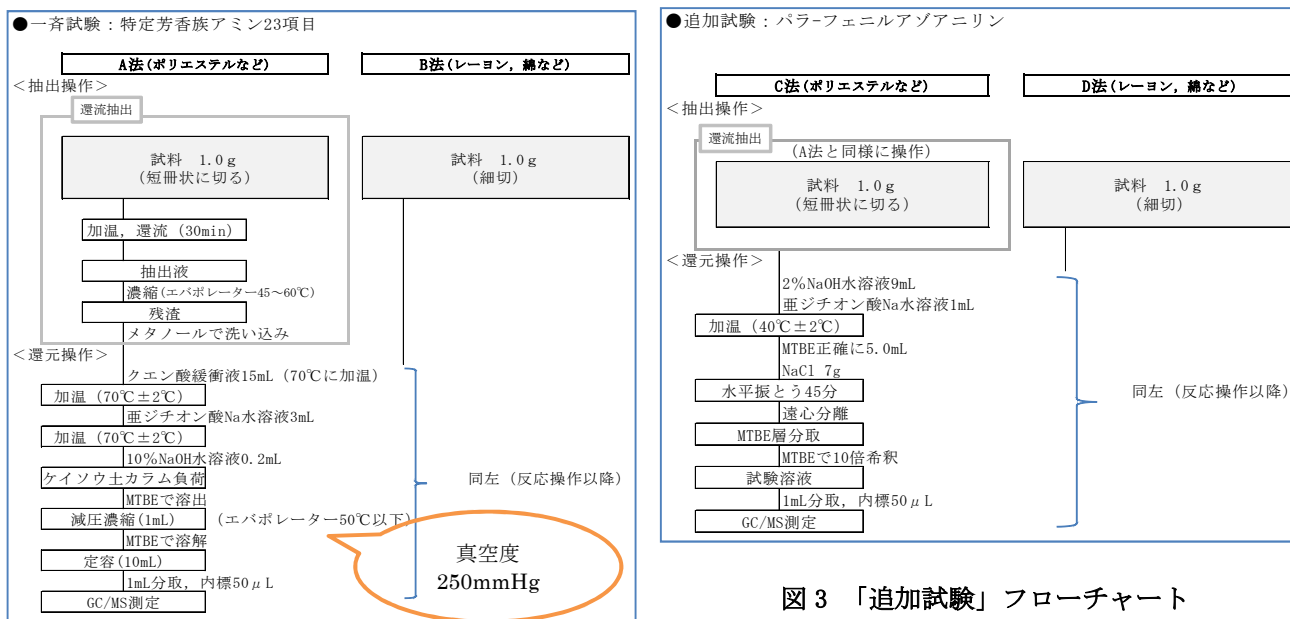 ●一斉試験：特定芳香族アミン23項目
A法(ポリエステルなど)
B法(レーヨン，綿など)
＜抽出操作＞
還流抽出
試料　1.0g
(短冊状に切る)
試料　1.0g
(細切)
加温，還流 (30min)
抽出液
濃縮(エバポレーター45～60℃)
残渣
メタノールで洗い込み
＜還元操作＞
クエン酸緩衝液15mL (70℃に加温)
加温 (70℃±2℃)
亜ジチオン酸Na水溶液3mL
加温 (70℃±2℃)
10%NaOH水溶液0.2mL
ケイソウ土カラム負荷
同左 (反応操作以降)
MTBEで溶出
減圧濃縮(1mL)
(エバポレーター50℃以下)
MTBEで溶解
定容(10mL)
1mL分取，内標50μL
GC/MS測定
真空度
250mmHg
●追加試験：パラ-フェニルアゾアニリン
C法(ポリエステルなど)
D法(レーヨン，綿など)
＜抽出操作＞
還流抽出
(A法と同様に操作)
試料　1.0g
(短冊状に切る)
試料　1.0g
(細切)
＜還元操作＞
2%NaOH水溶液9mL
亜ジチオン酸Na水溶液1mL
加温 (40℃±2℃)
MTBE正確に5.0mL
NaCl 7g
水平振とう45分
同左 (反応操作以降)
遠心分離
MTBE層分取
MTBEで10倍希釈
試験溶液
1mL分取，内標50μL
GC/MS測定
図3　「追加試験」フローチャート